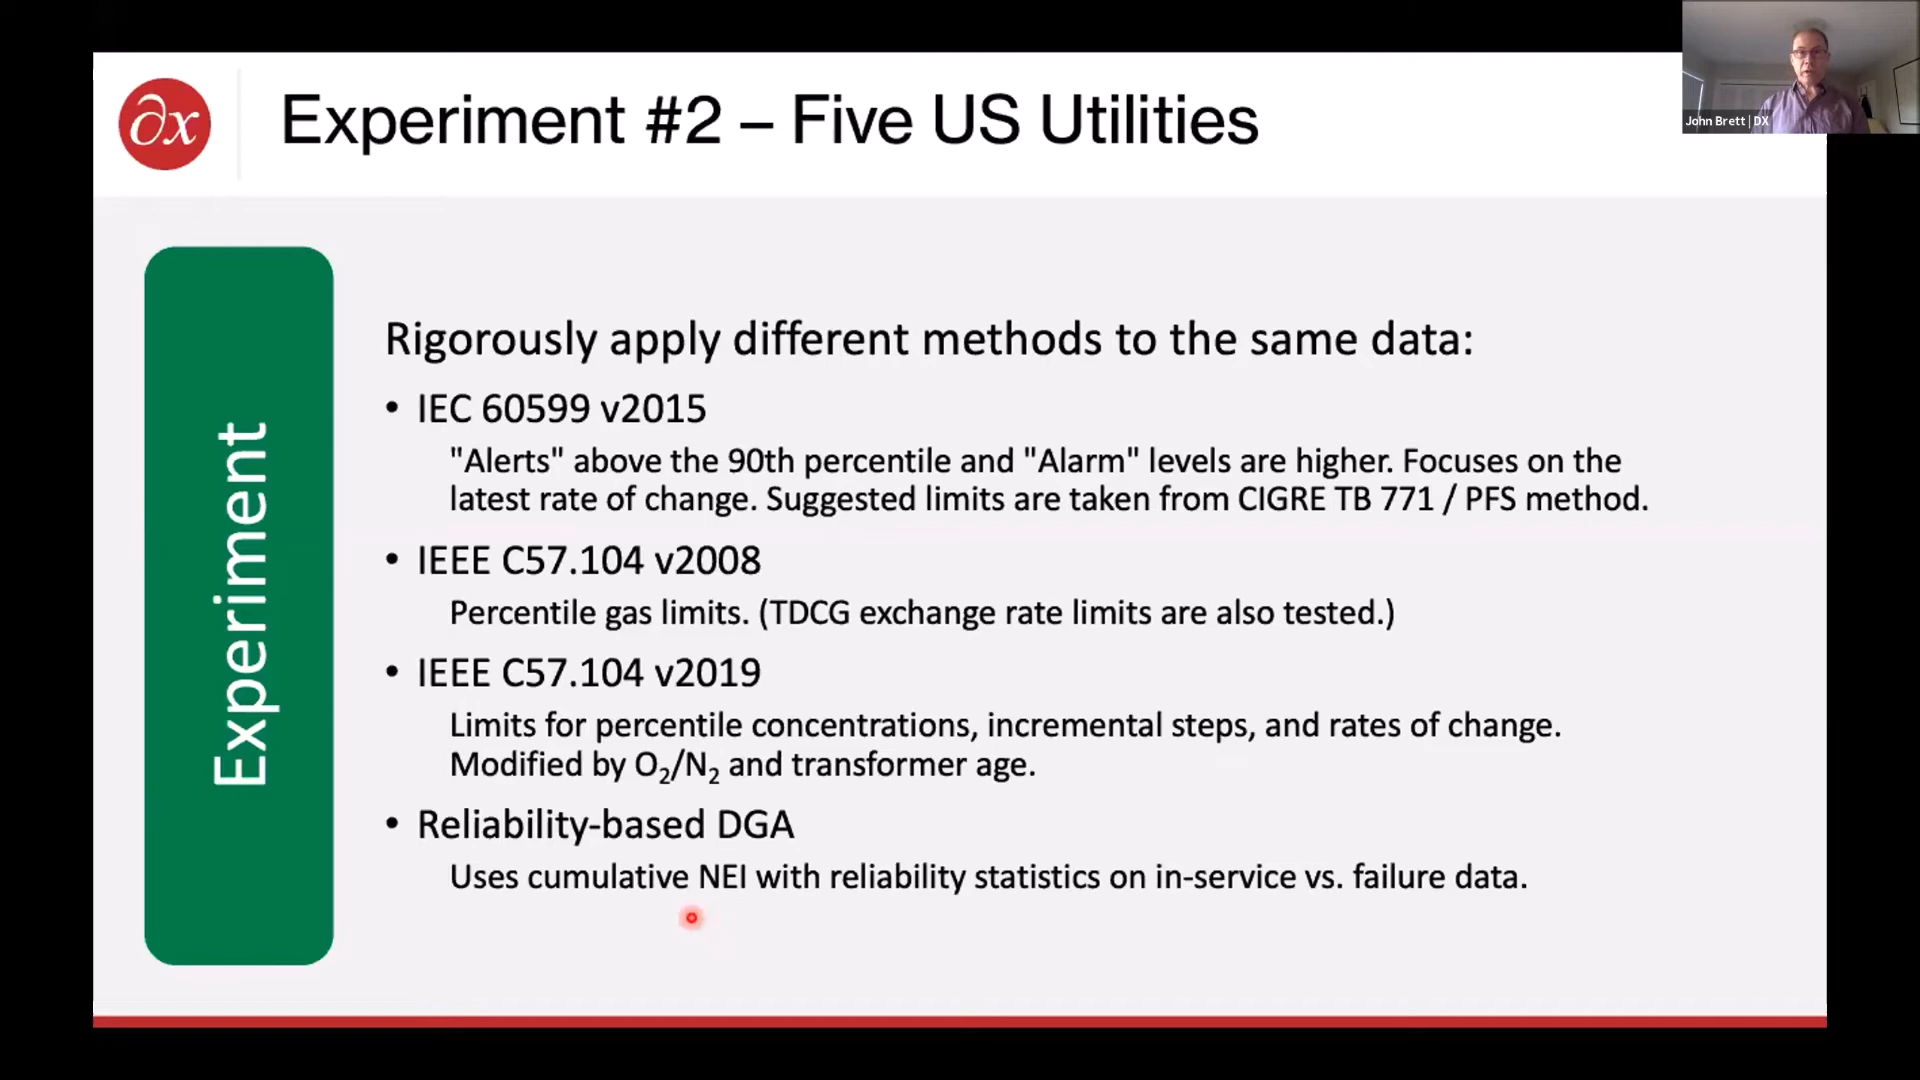 ∂x
Experiment #2 – Five US Utilities
John Brett | DX
Experiment
Rigorously apply different methods to the same data:
• IEC 60599 v2015
"Alerts" above the 90th percentile and "Alarm" levels are higher. Focuses on the
latest rate of change. Suggested limits are taken from CIGRE TB 771 / PFS method.
• IEEE C57.104 v2008
Percentile gas limits. (TDCG exchange rate limits are also tested.)
• IEEE C57.104 v2019
Limits for percentile concentrations, incremental steps, and rates of change.
Modified by O₂/N₂ and transformer age.
• Reliability-based DGA
Uses cumulative NEI with reliability statistics on in-service vs. failure data.